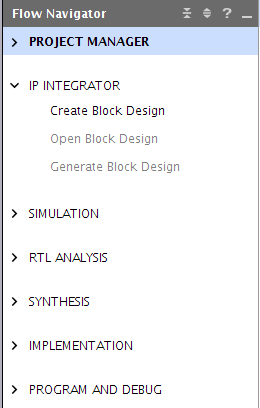 Flow Navigator ?
PROJECT MANAGER
IP INTEGRATOR
Create Block Design
Open Block Design
Generate Block Design
SIMULATION
RTL ANALYSIS
SYNTHESIS
IMPLEMENTATION
PROGRAM AND DEBUG